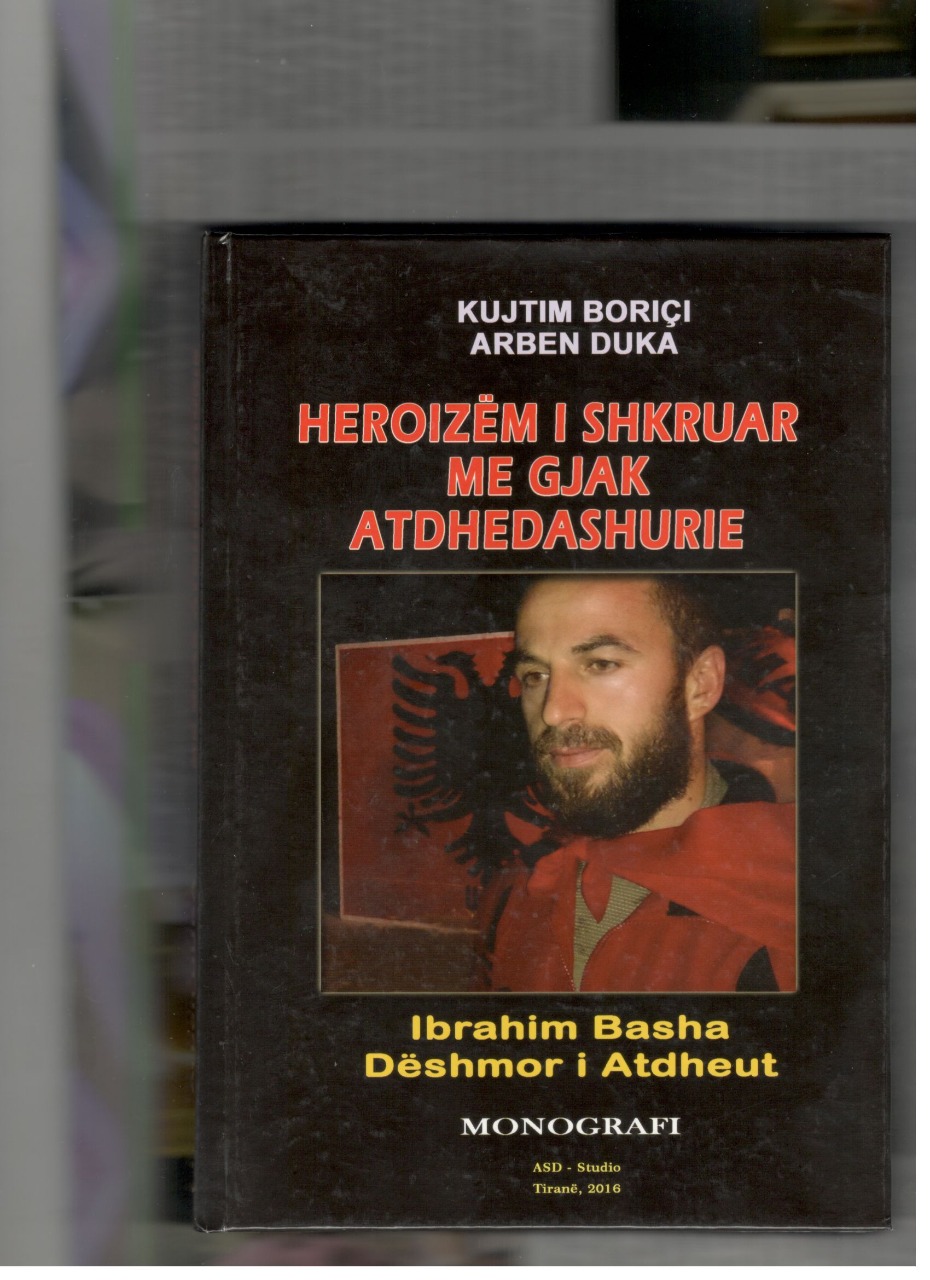 KUJTIM BORIÇI
ARBEN DUKA
HEROIZËM I SHKRUAR
ME GJAK
ATDHEDASHURIE
Ibrahim Basha
Dëshmor i Atdheut
MONOGRAFI
ASD - Studio
Tiranë, 2016